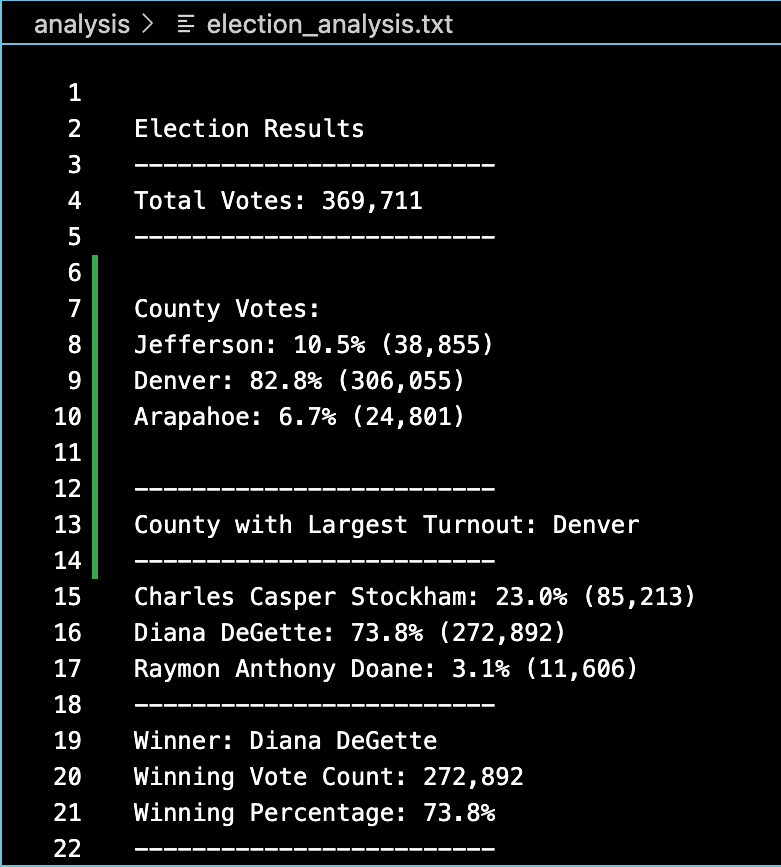 analysis > election_analysis.txt
1
2 Election Results
3 -------------------------
4 Total Votes: 369,711
5 -------------------------
6
7 County Votes:
8 Jefferson: 10.5% (38,855)
9 Denver: 82.8% (306,055)
10 Arapahoe: 6.7% (24,801)
11
12 -------------------------
13 County with Largest Turnout: Denver
14 -------------------------
15 Charles Casper Stockham: 23.0% (85,213)
16 Diana DeGette: 73.8% (272,892)
17 Raymon Anthony Doane: 3.1% (11,606)
18 -------------------------
19 Winner: Diana DeGette
20 Winning Vote Count: 272,892
21 Winning Percentage: 73.8%
22 -------------------------